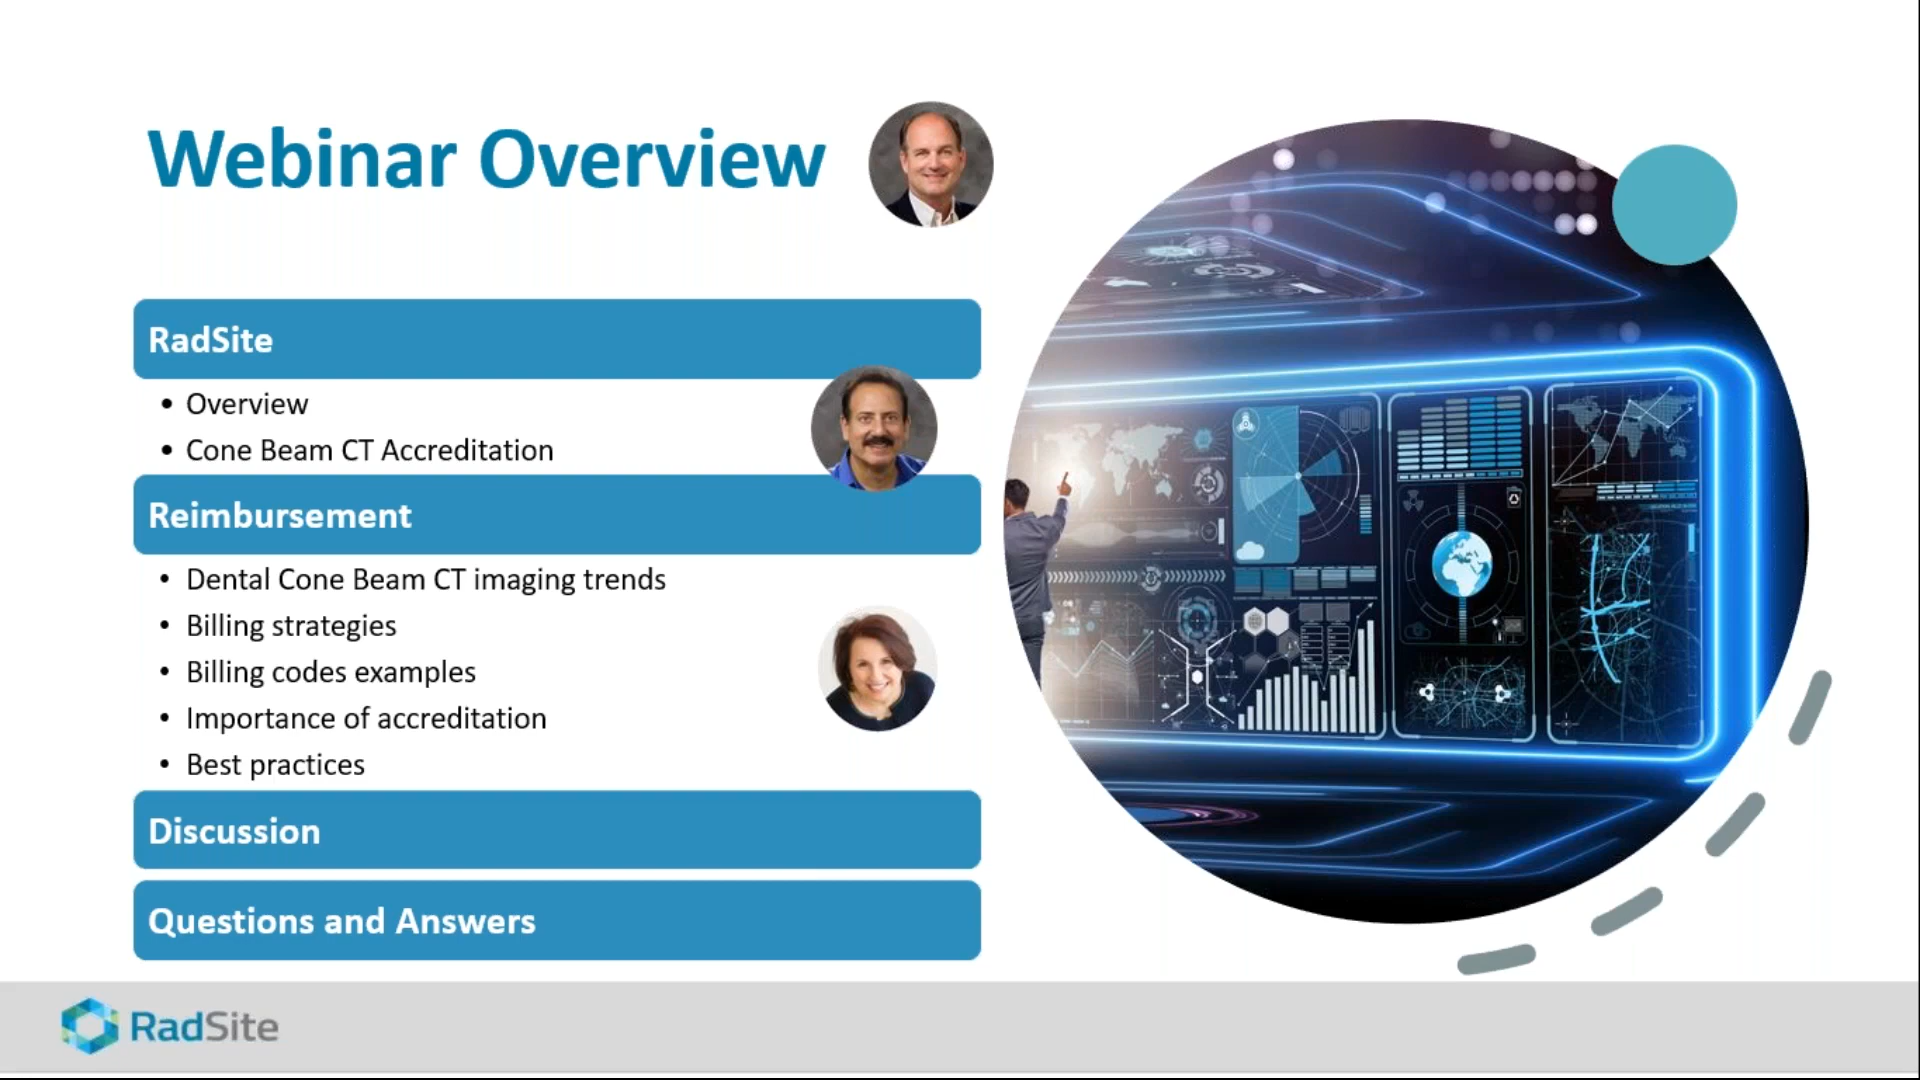 Webinar Overview
RadSite
• Overview
• Cone Beam CT Accreditation
Reimbursement
• Dental Cone Beam CT imaging trends
• Billing strategies
• Billing codes examples
• Importance of accreditation
• Best practices
Discussion
Questions and Answers
RadSite